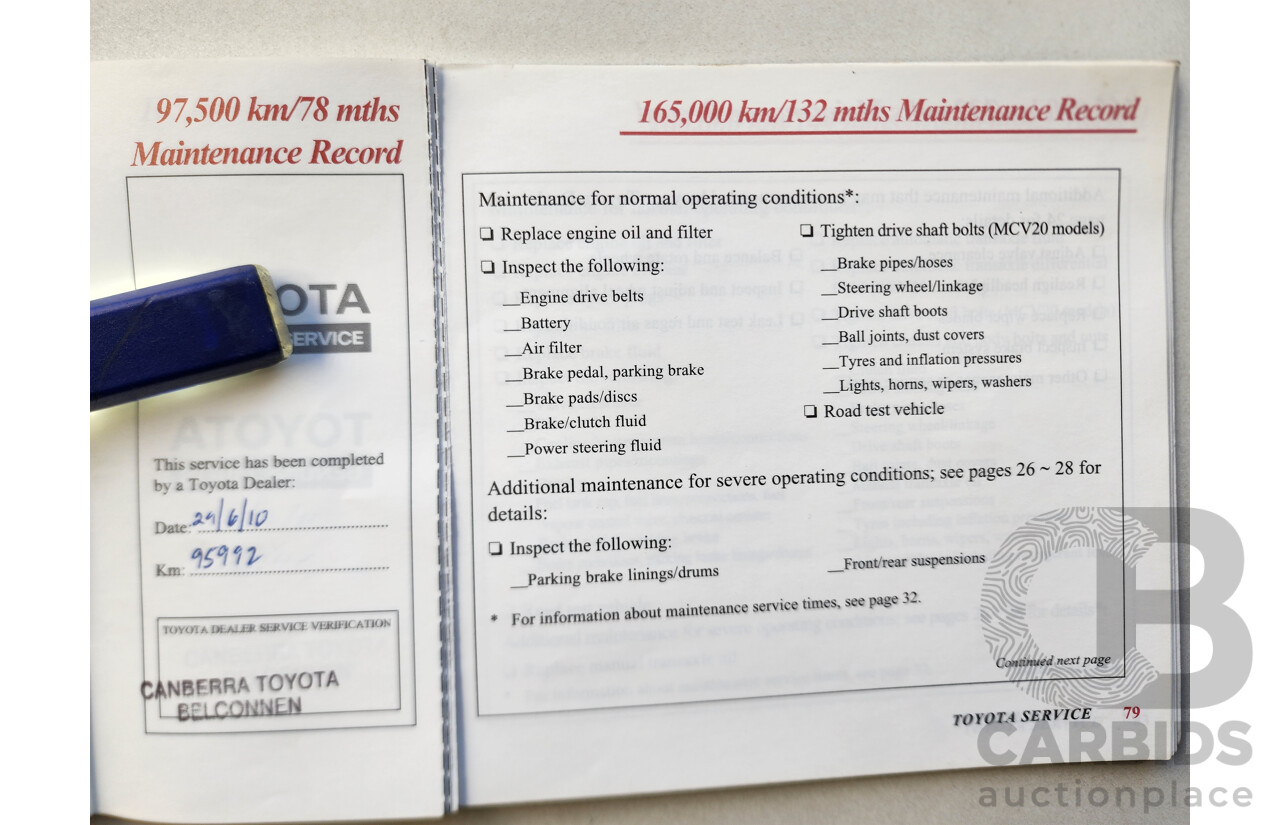 97,500 km/78 mths
Maintenance Record
OTA
ERVICE
TOYOTA
This service has been completed
by a Toyota Dealer:
Date: 29/6/10
Km: 95992
TOYOTA DEALER SERVICE VERIFICATION
CANBERRA TOYOTA
BELCONNEN
165,000 km/132 mths Maintenance Record
Maintenance for normal operating conditions*:
❏ Replace engine oil and filter
❏ Inspect the following:
__Engine drive belts
__Battery
__Air filter
__Brake pedal, parking brake
__Brake pads/discs
__Brake/clutch fluid
__Power steering fluid
❏ Tighten drive shaft bolts (MCV20 models)
__Brake pipes/hoses
__Steering wheel/linkage
__Drive shaft boots
__Ball joints, dust covers
__Tyres and inflation pressures
__Lights, horns, wipers, washers
❏ Road test vehicle
Additional maintenance for severe operating conditions; see pages 26 ~ 28 for
details:
❏ Inspect the following:
__Parking brake linings/drums
__Front/rear suspensions
* For information about maintenance service times, see page 32.
Continued next page
TOYOTA SERVICE 79
CB
CARBIDS
auctionplace